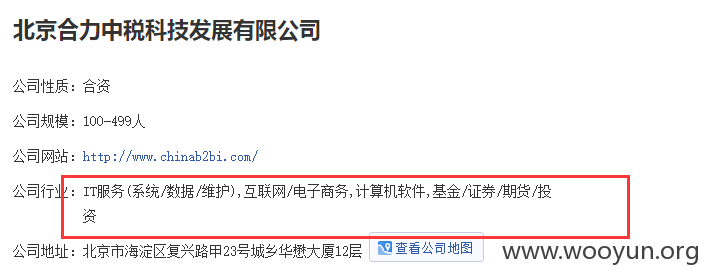 北京合力中税科技发展有限公司
公司性质：合资
公司规模：100-499人
公司网站：http://www.chinab2bi.com/
公司行业：IT服务(系统/数据/维护),互联网/电子商务,计算机软件,基金/证券/期货/投
资
公司地址：北京市海淀区复兴路甲23号城乡华懋大厦12层 查看公司地图
www.wooyun.org